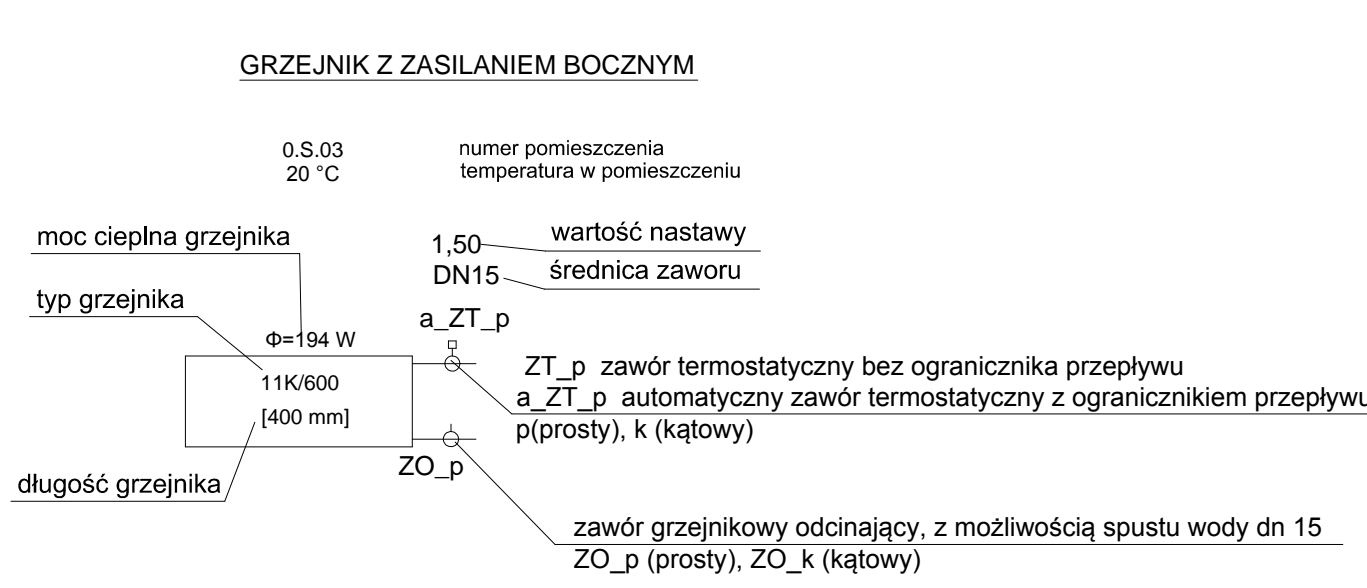 GRZEJNIK Z ZASILANIEM BOCZNYM
0.S.03
numer pomieszczenia
20 °C
temperatura w pomieszczeniu
moc cieplna grzejnika
1,50
wartość nastawy
DN15
średnica zaworu
typ grzejnika
a_ZT_p
Φ=194 W
11K/600
[400 mm]
ZT_p zawór termostatyczny bez ogranicznika przepływu
a_ZT_p automatyczny zawór termostatyczny z ogranicznikiem przepływu
p(prosty), k (kątowy)
ZO_p
długość grzejnika
zawór grzejnikowy odcinający, z możliwością spustu wody dn 15
ZO_p (prosty), ZO_k (kątowy)